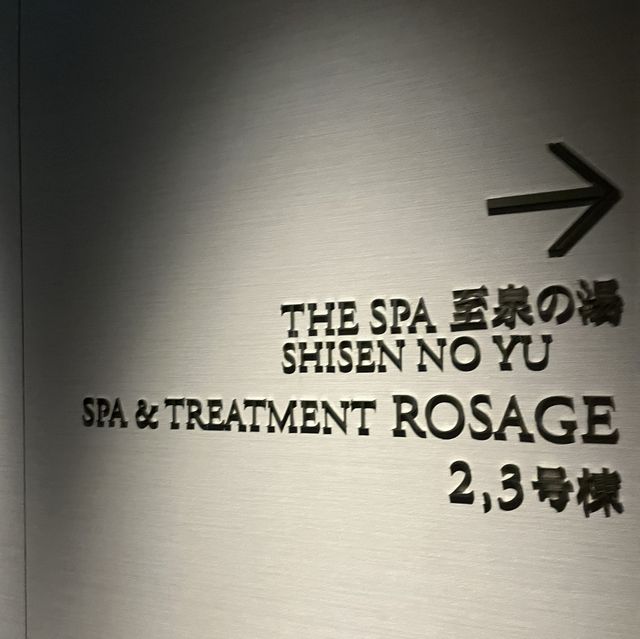 THE SPA 至泉の湯
SHISEN NO YU
SPA & TREATMENT ROSAGE
2,3号棟